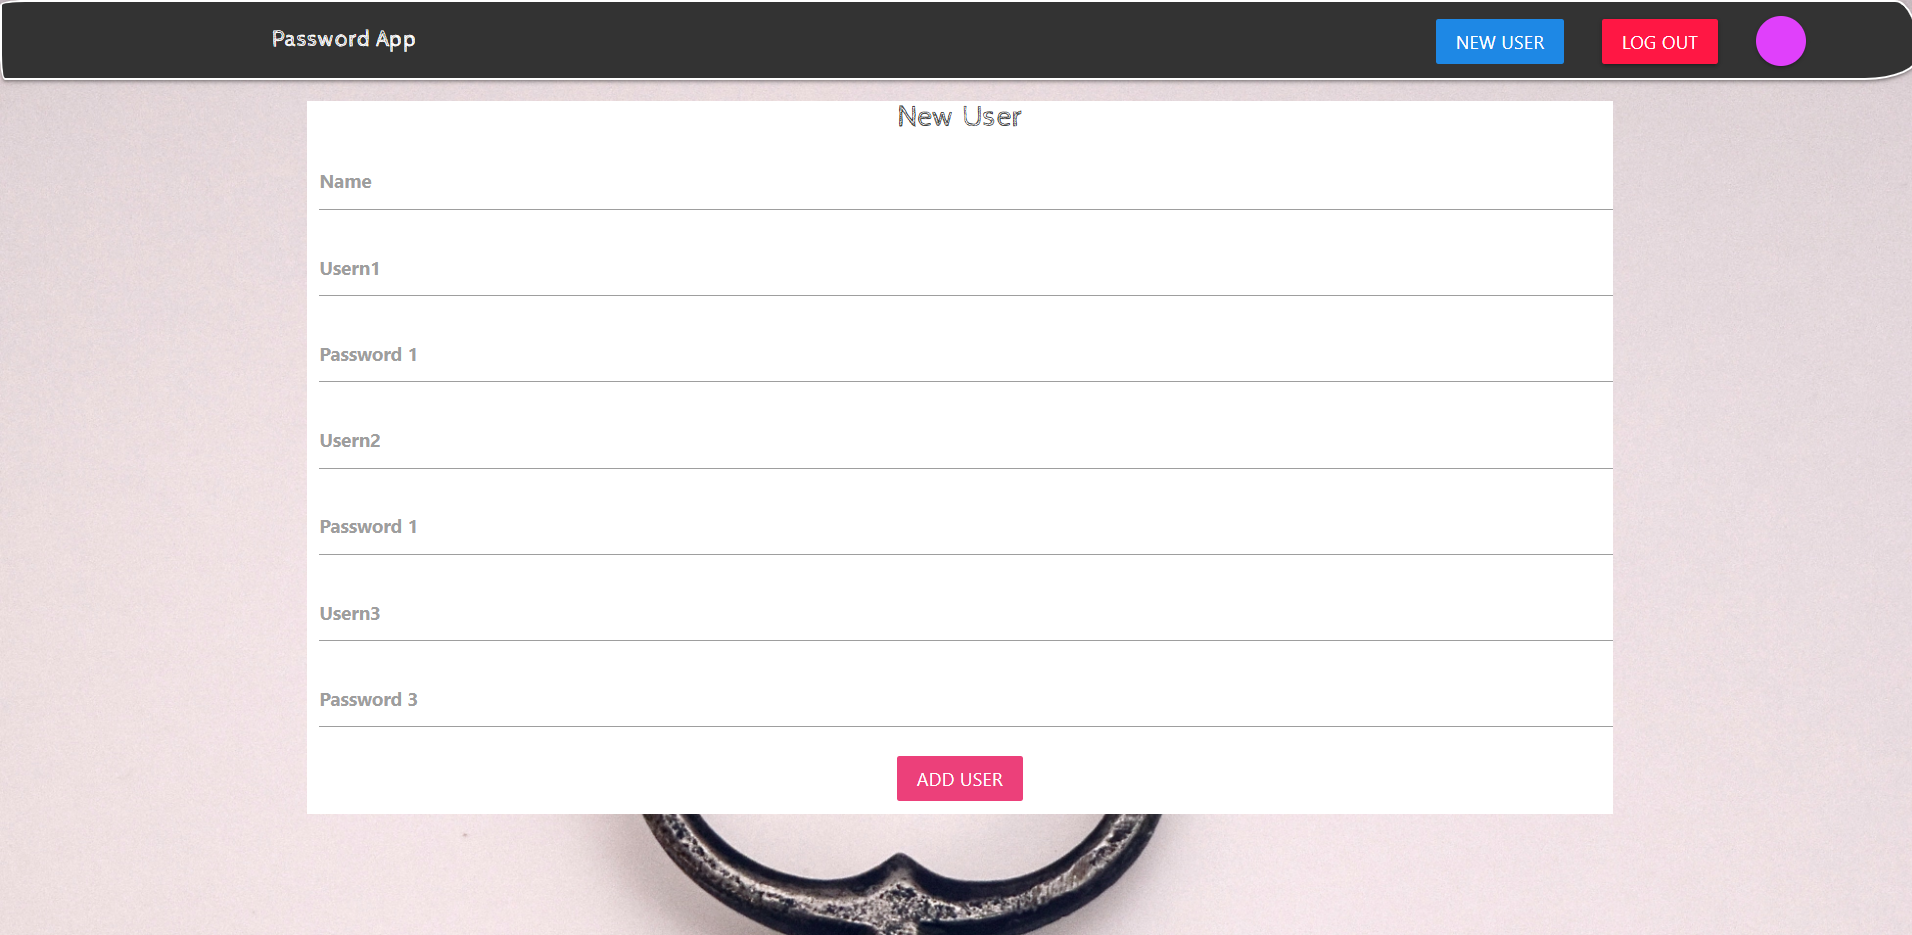 Password App
NEW USER
LOG OUT
New User
Name
Usern1
Password 1
Usern2
Password 1
Usern3
Password 3
ADD USER